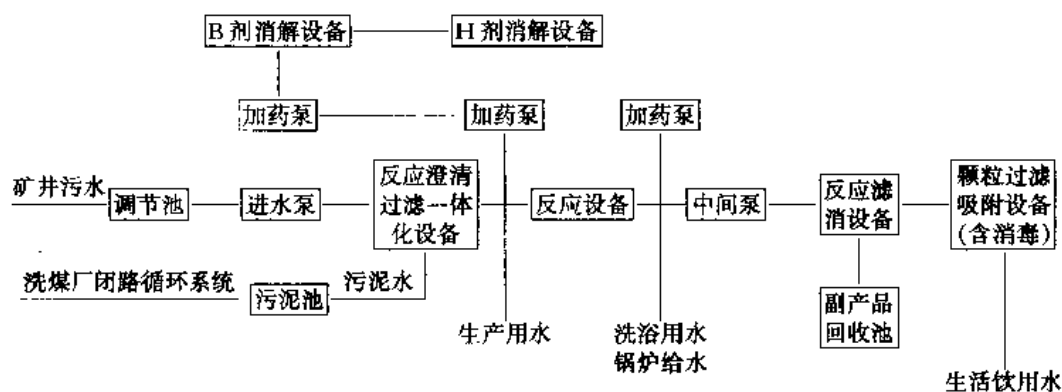 B 剂消解设备
H 剂消解设备
加药泵
加药泵
加药泵
矿井污水
调节池
进水泵
反应澄清
过滤一体
化设备
反应设备
中间泵
反应滤
消设备
颗粒过滤
吸附设备
(含消毒)
洗煤厂闭路循环系统
污泥池
污泥水
生产用水
洗浴用水
锅炉给水
副产品
回收池
生活饮用水